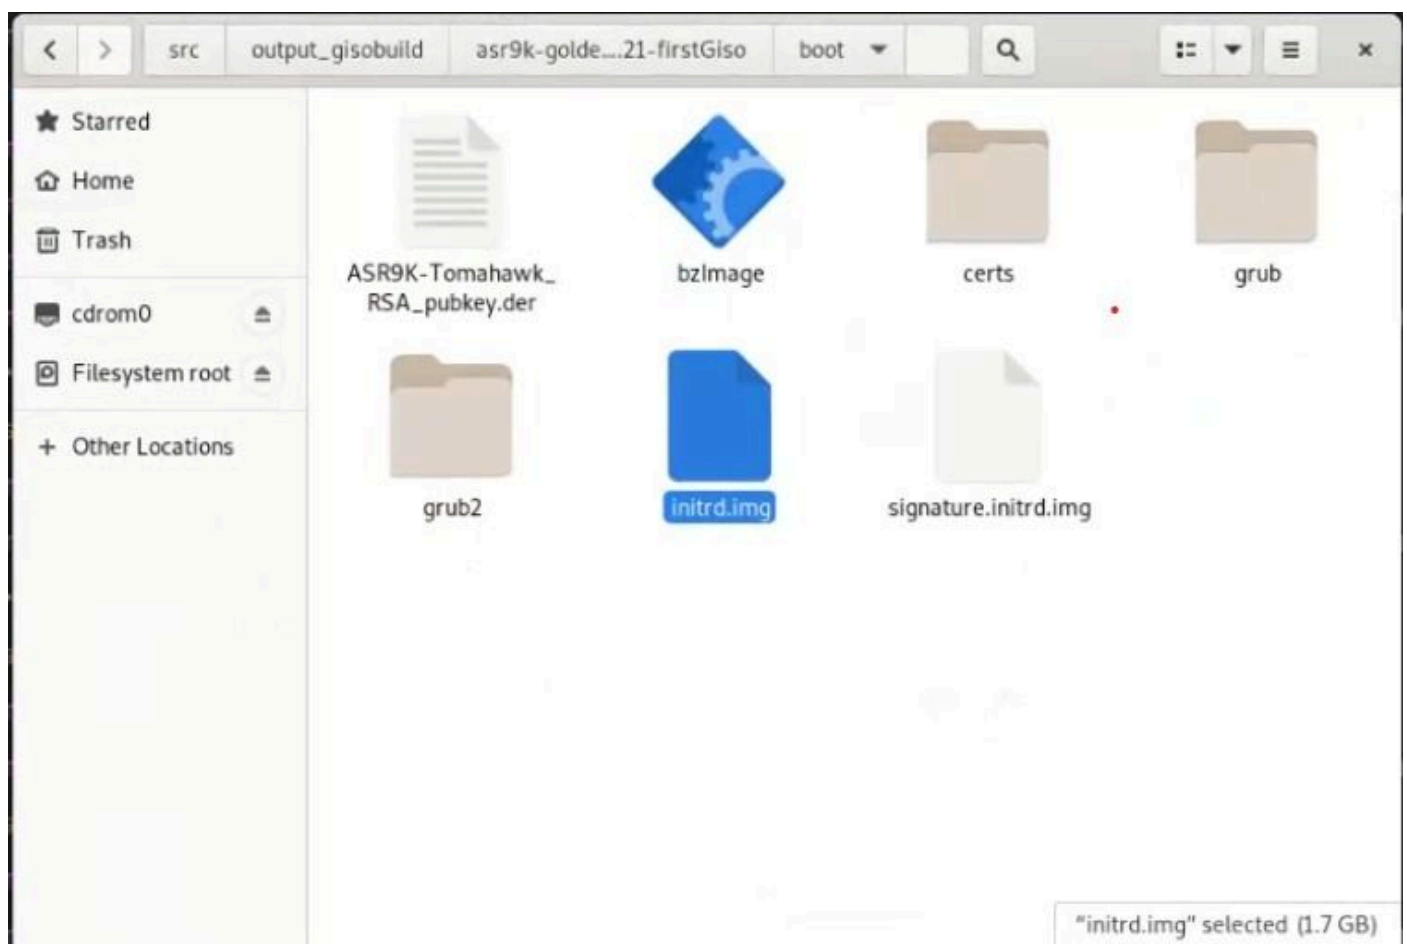 src output_gisobuild asr9k-golde....21-firstGiso boot
Starred
Home
Trash
cdrom0
Filesystem root
+ Other Locations
ASR9K-Tomahawk_
RSA_pubkey.der
bzImage
certs
grub
grub2
initrd.img
signature.initrd.img
"initrd.img" selected (1.7 GB)